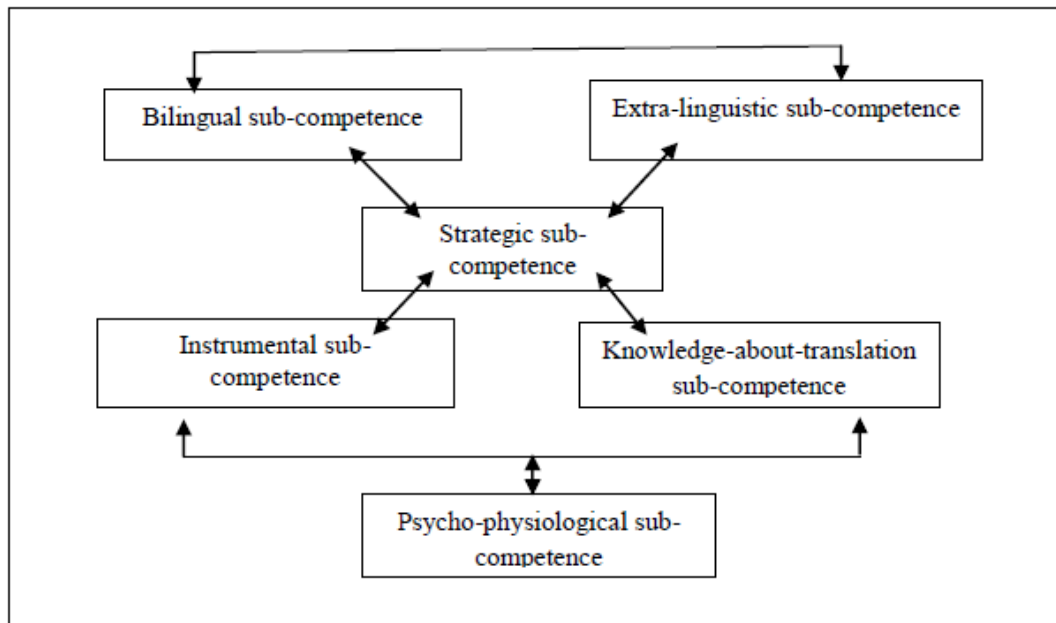 Bilingual sub-competence
Extra-linguistic sub-competence
Strategic sub-
competence
Instrumental sub-
competence
Knowledge-about-translation
sub-competence
Psycho-physiological sub-
competence